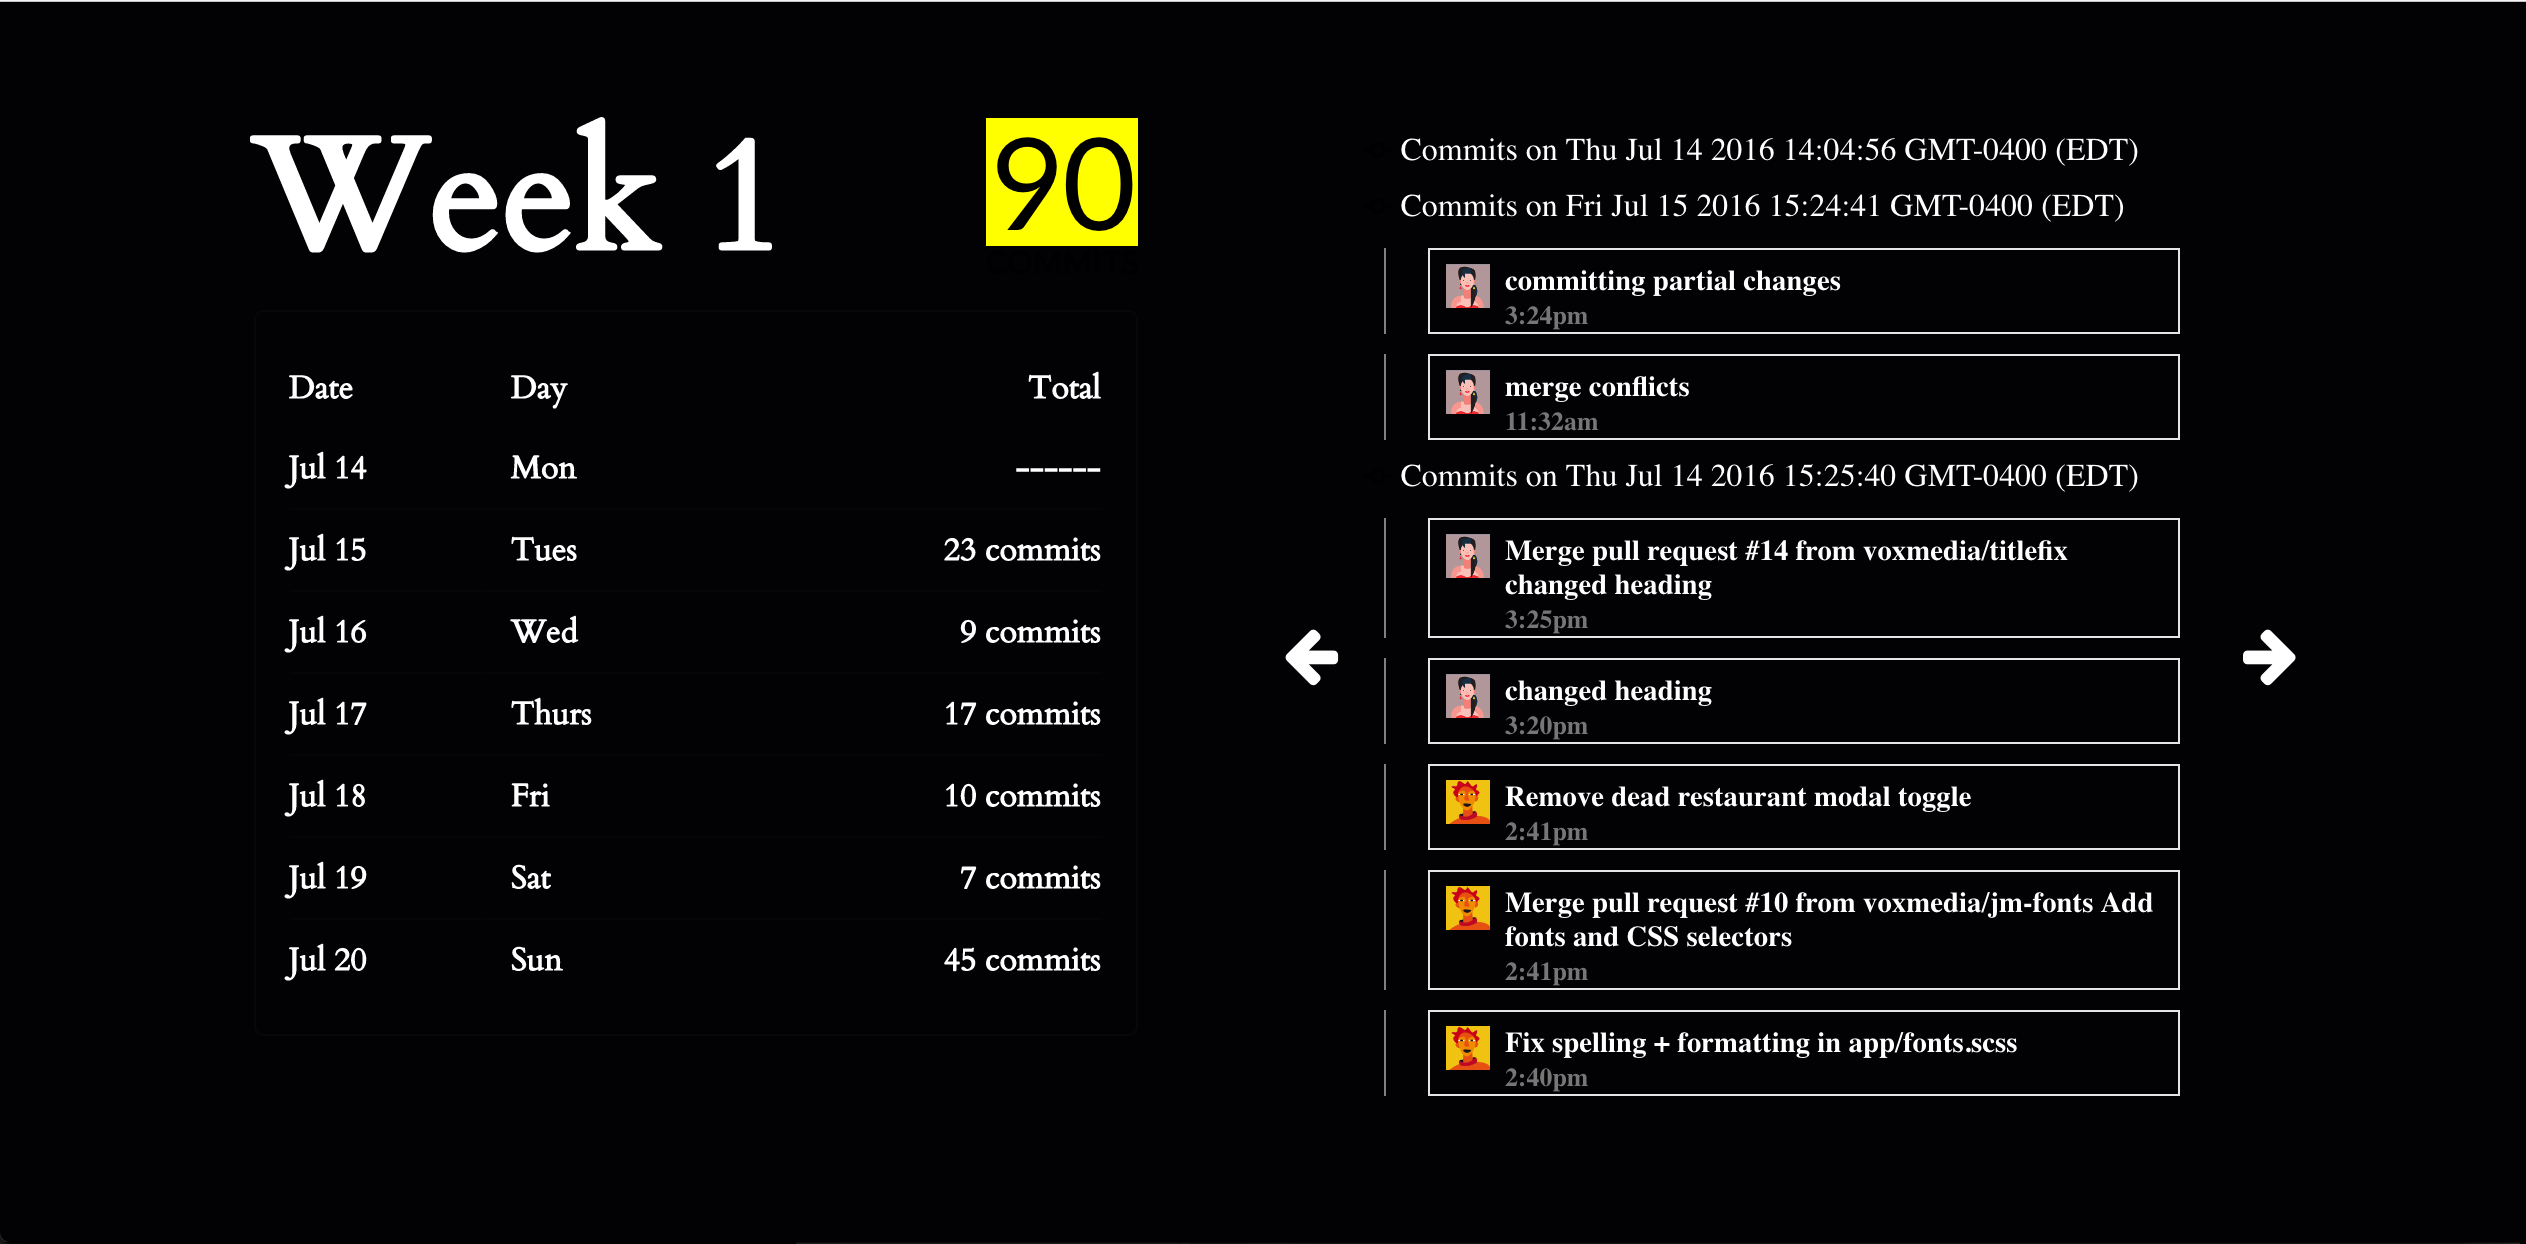 Week 1
90
COMMITS
Date Day Total
Jul 14 Mon ------
Jul 15 Tues 23 commits
Jul 16 Wed 9 commits
Jul 17 Thurs 17 commits
Jul 18 Fri 10 commits
Jul 19 Sat 7 commits
Jul 20 Sun 45 commits
Commits on Thu Jul 14 2016 14:04:56 GMT-0400 (EDT)
Commits on Fri Jul 15 2016 15:24:41 GMT-0400 (EDT)
committing partial changes
3:24pm
merge conflicts
11:32am
Commits on Thu Jul 14 2016 15:25:40 GMT-0400 (EDT)
Merge pull request #14 from voxmedia/titlefix
changed heading
3:25pm
changed heading
3:20pm
Remove dead restaurant modal toggle
2:41pm
Merge pull request #10 from voxmedia/jm-fonts Add
fonts and CSS selectors
2:41pm
Fix spelling + formatting in app/fonts.scss
2:40pm